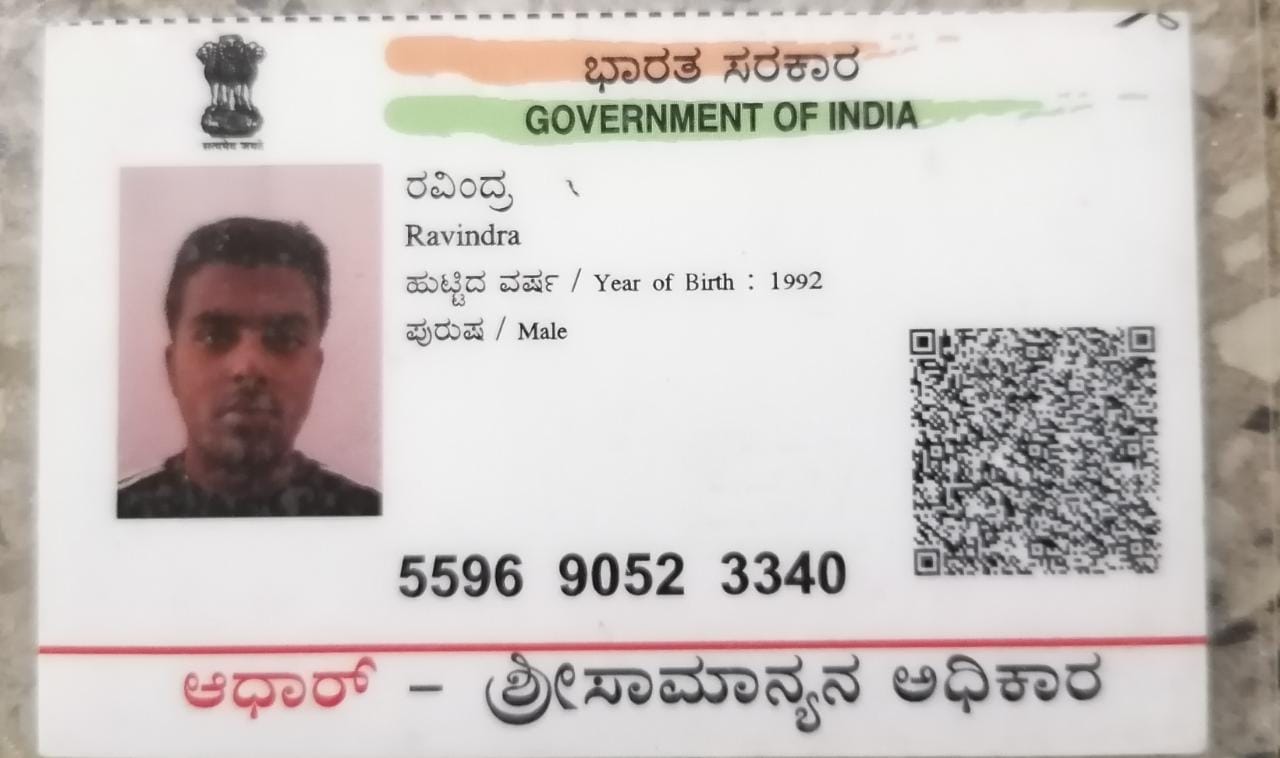 ಭಾರತ ಸರಕಾರ
GOVERNMENT OF INDIA
सत्यमेव जयते
ರವಿಂದ್ರ
Ravindra
ಹುಟ್ಟಿದ ವರ್ಷ / Year of Birth : 1992
ಪುರುಷ / Male
5596 9052 3340
ಆಧಾರ್ – ಶ್ರೀಸಾಮಾನ್ಯನ ಅಧಿಕಾರ